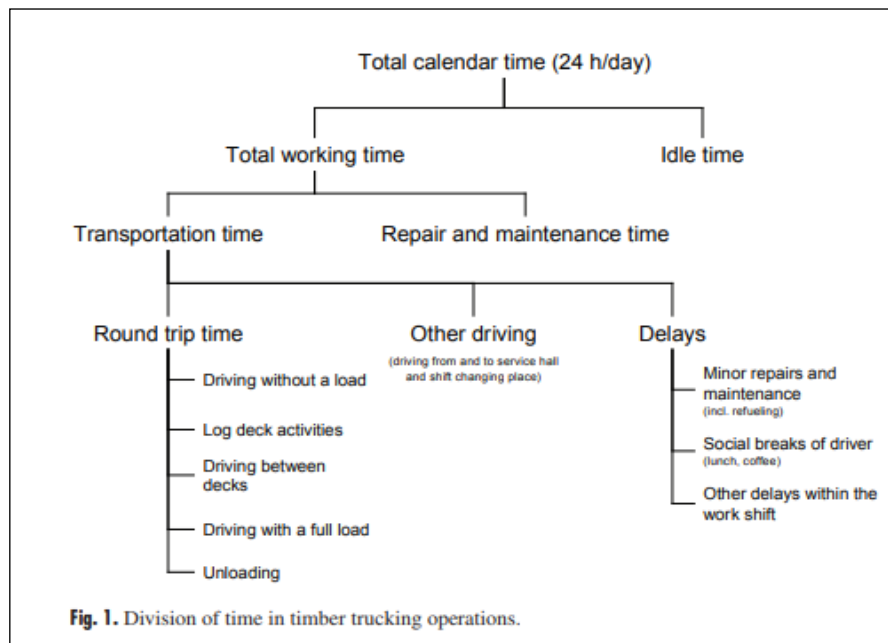 Total calendar time (24 h/day)
Total working time
Idle time
Transportation time
Repair and maintenance time
Round trip time
Other driving
(driving from and to service hall
and shift changing place)
Delays
Driving without a load
Log deck activities
Driving between
decks
Driving with a full load
Unloading
Minor repairs and
maintenance
(incl. refueling)
Social breaks of driver
(lunch, coffee)
Other delays within the
work shift
Fig. 1. Division of time in timber trucking operations.